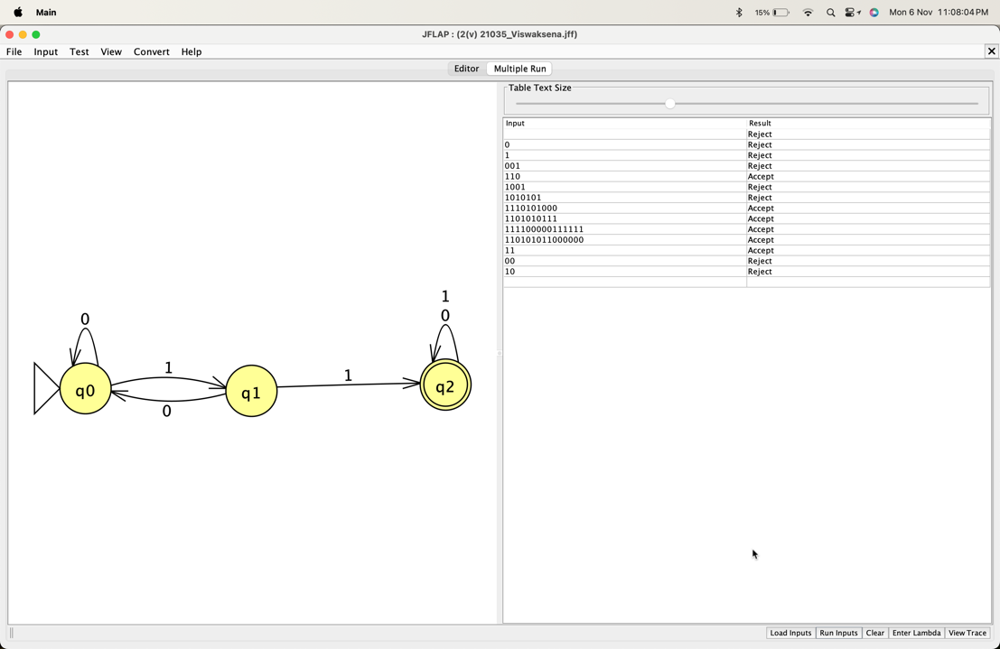 Main
15%
Mon 6 Nov 11:08:04 PM
JFLAP : (2(v) 21035_Viswaksena.jff)
File Input Test View Convert Help
Editor Multiple Run
Table Text Size
Input Result
Reject
0 Reject
1 Reject
001 Reject
110 Accept
1001 Reject
1010101 Reject
1110101000 Accept
1101010111 Accept
111100000111111 Accept
110101011000000 Accept
11 Accept
00 Reject
10 Reject
1
0
0
1
1
q0
q1
q2
0
Load Inputs Run Inputs Clear Enter Lambda View Trace